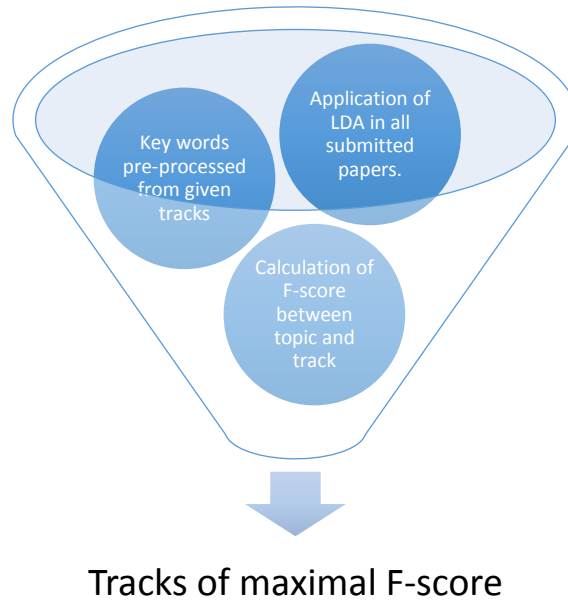 Application of
LDA in all
submitted
papers.
Key words
pre-processed
from given
tracks
Calculation of
F-score
between
topic and
track
Tracks of maximal F-score